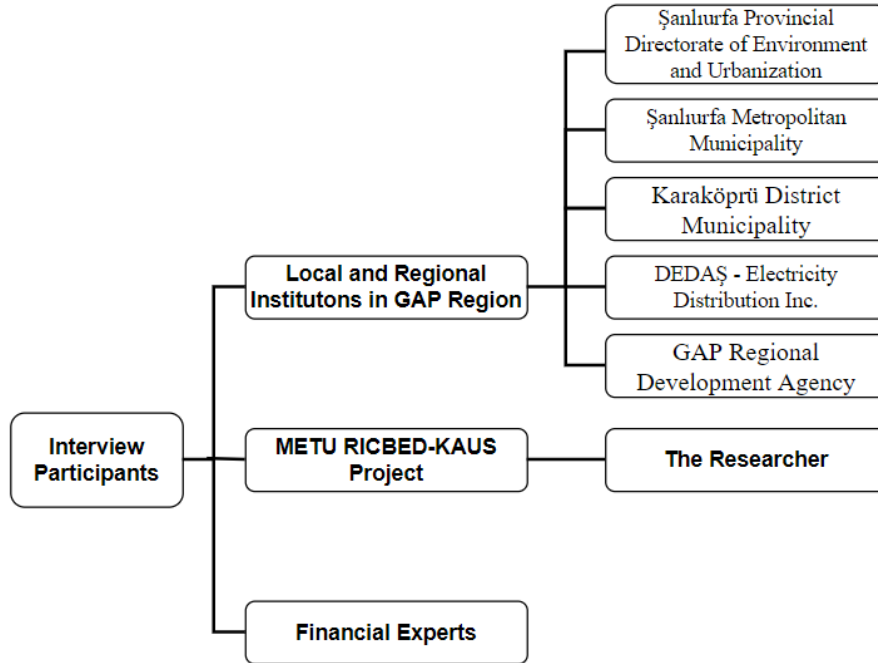 Şanlıurfa Provincial
Directorate of Environment
and Urbanization
Şanlıurfa Metropolitan
Municipality
Karaköprü District
Municipality
Local and Regional
Institutons in GAP Region
DEDAŞ - Electricity
Distribution Inc.
GAP Regional
Development Agency
Interview
Participants
METU RICBED-KAUS
Project
The Researcher
Financial Experts